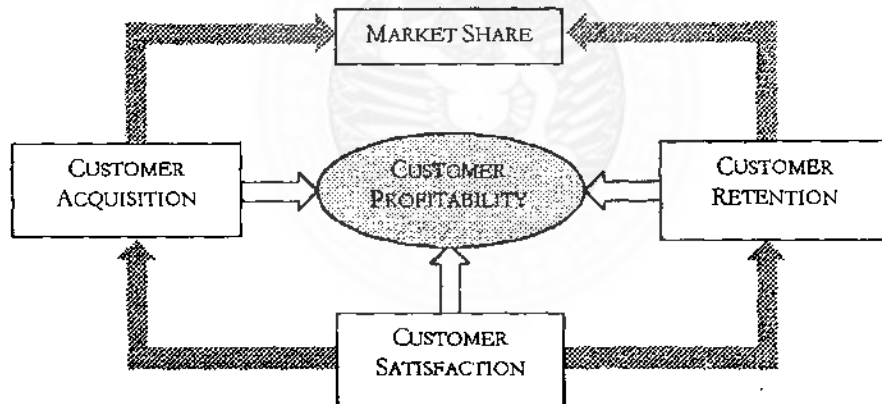 MARKET SHARE
CUSTOMER
ACQUISITION
CUSTOMER
PROFITABILITY
CUSTOMER
RETENTION
CUSTOMER
SATISFACTION